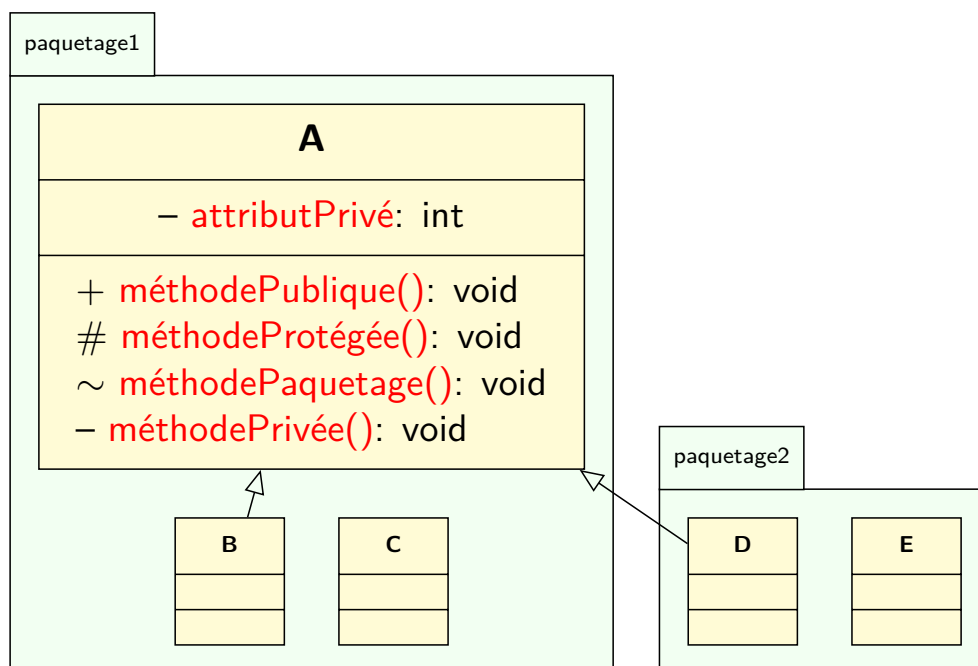 paquetage1
A
– attributPrivé: int
+ méthodePublique(): void
# méthodeProtégée(): void
∼ méthodePaquetage(): void
– méthodePrivée(): void
paquetage2
B
C
D
E